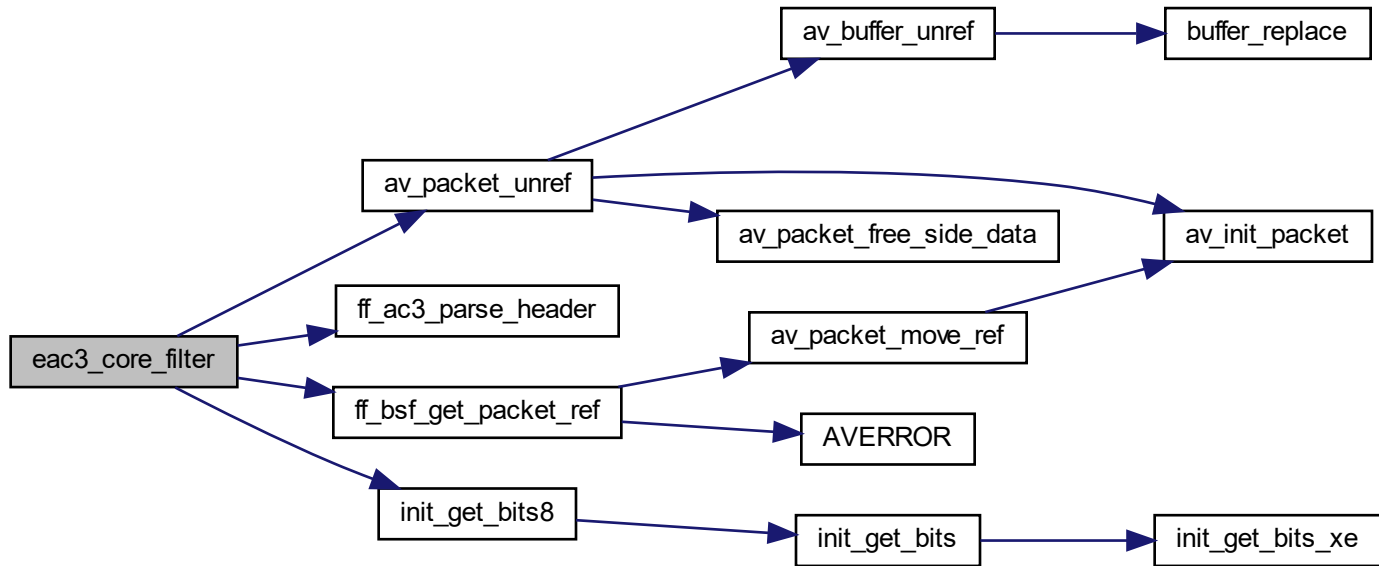 av_buffer_unref
buffer_replace
av_packet_unref
av_packet_free_side_data
av_init_packet
ff_ac3_parse_header
eac3_core_filter
av_packet_move_ref
ff_bsf_get_packet_ref
AVERROR
init_get_bits8
init_get_bits
init_get_bits_xe